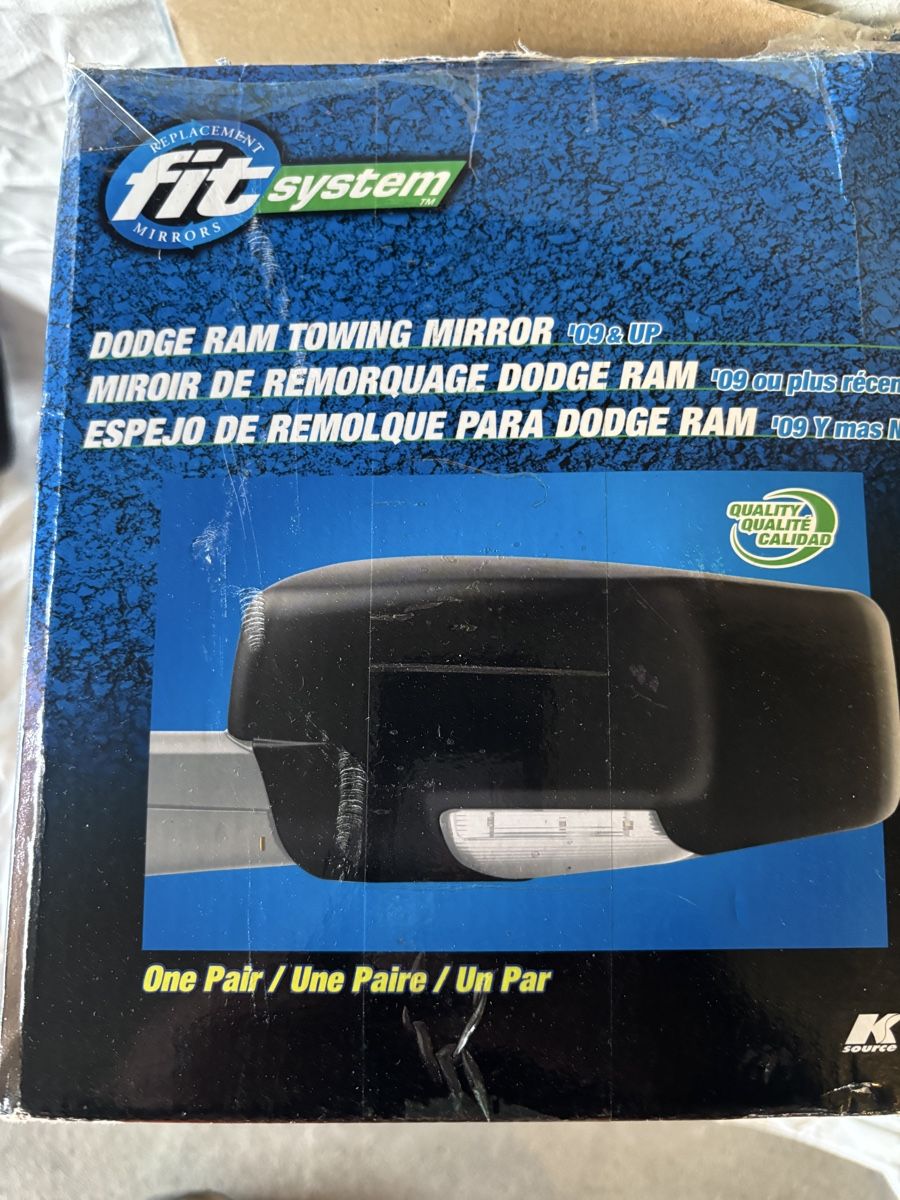 REPLACEMENT
fit system™
MIRRORS
DODGE RAM TOWING MIRROR '09 & UP
MIROIR DE REMORQUAGE DODGE RAM '09 ou plus récen
ESPEJO DE REMOLQUE PARA DODGE RAM '09 Y mas N
QUALITY
QUALITÉ
CALIDAD
One Pair / Une Paire / Un Par
K
source